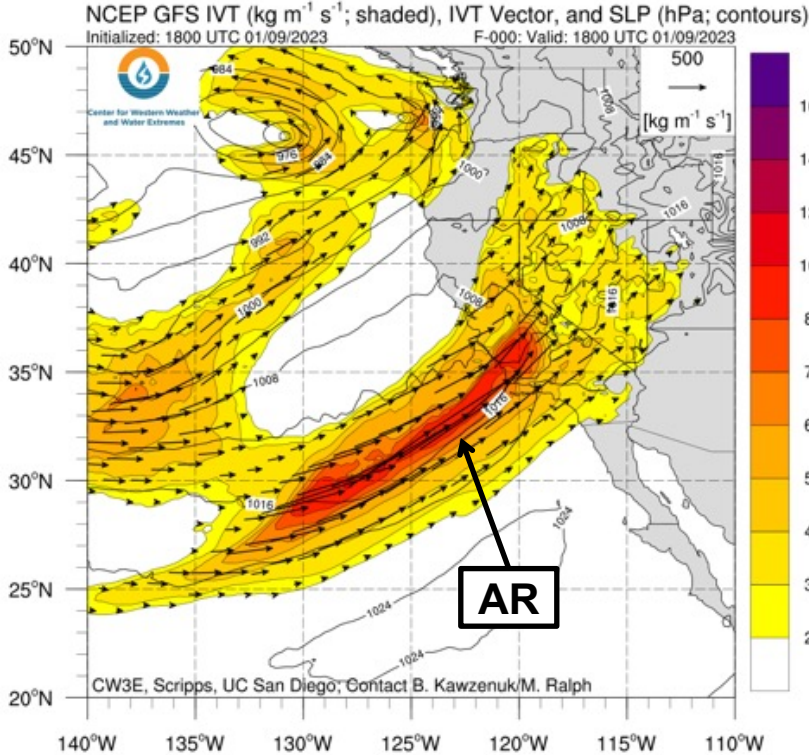 NCEP GFS IVT (kg m⁻¹ s⁻¹; shaded), IVT Vector, and SLP (hPa; contours)
Initialized: 1800 UTC 01/09/2023 F-000: Valid: 1800 UTC 01/09/2023
Center for Western Weather
and Water Extremes
500
[kg m⁻¹ s⁻¹]
50°N
45°N
40°N
35°N
30°N
25°N
20°N
984
976
984
992
1000
1008
1016
1000
1008
1008
1016
1008
1016
1016
1016
1024
1024
1024
AR
CW3E, Scripps, UC San Diego; Contact B. Kawzenuk/M. Ralph
140°W 135°W 130°W 125°W 120°W 115°W 110°W